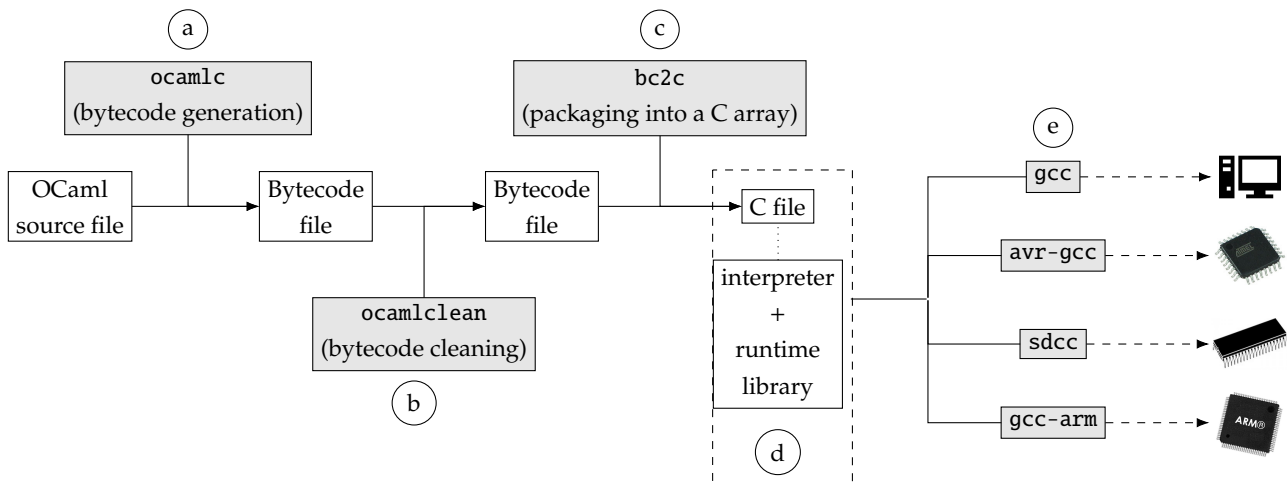 a
ocamlc
(bytecode generation)
OCaml
source file
Bytecode
file
ocamlclean
(bytecode cleaning)
b
Bytecode
file
c
bc2c
(packaging into a C array)
C file
interpreter
+
runtime
library
d
e
gcc
avr-gcc
sdcc
gcc-arm
ARM®